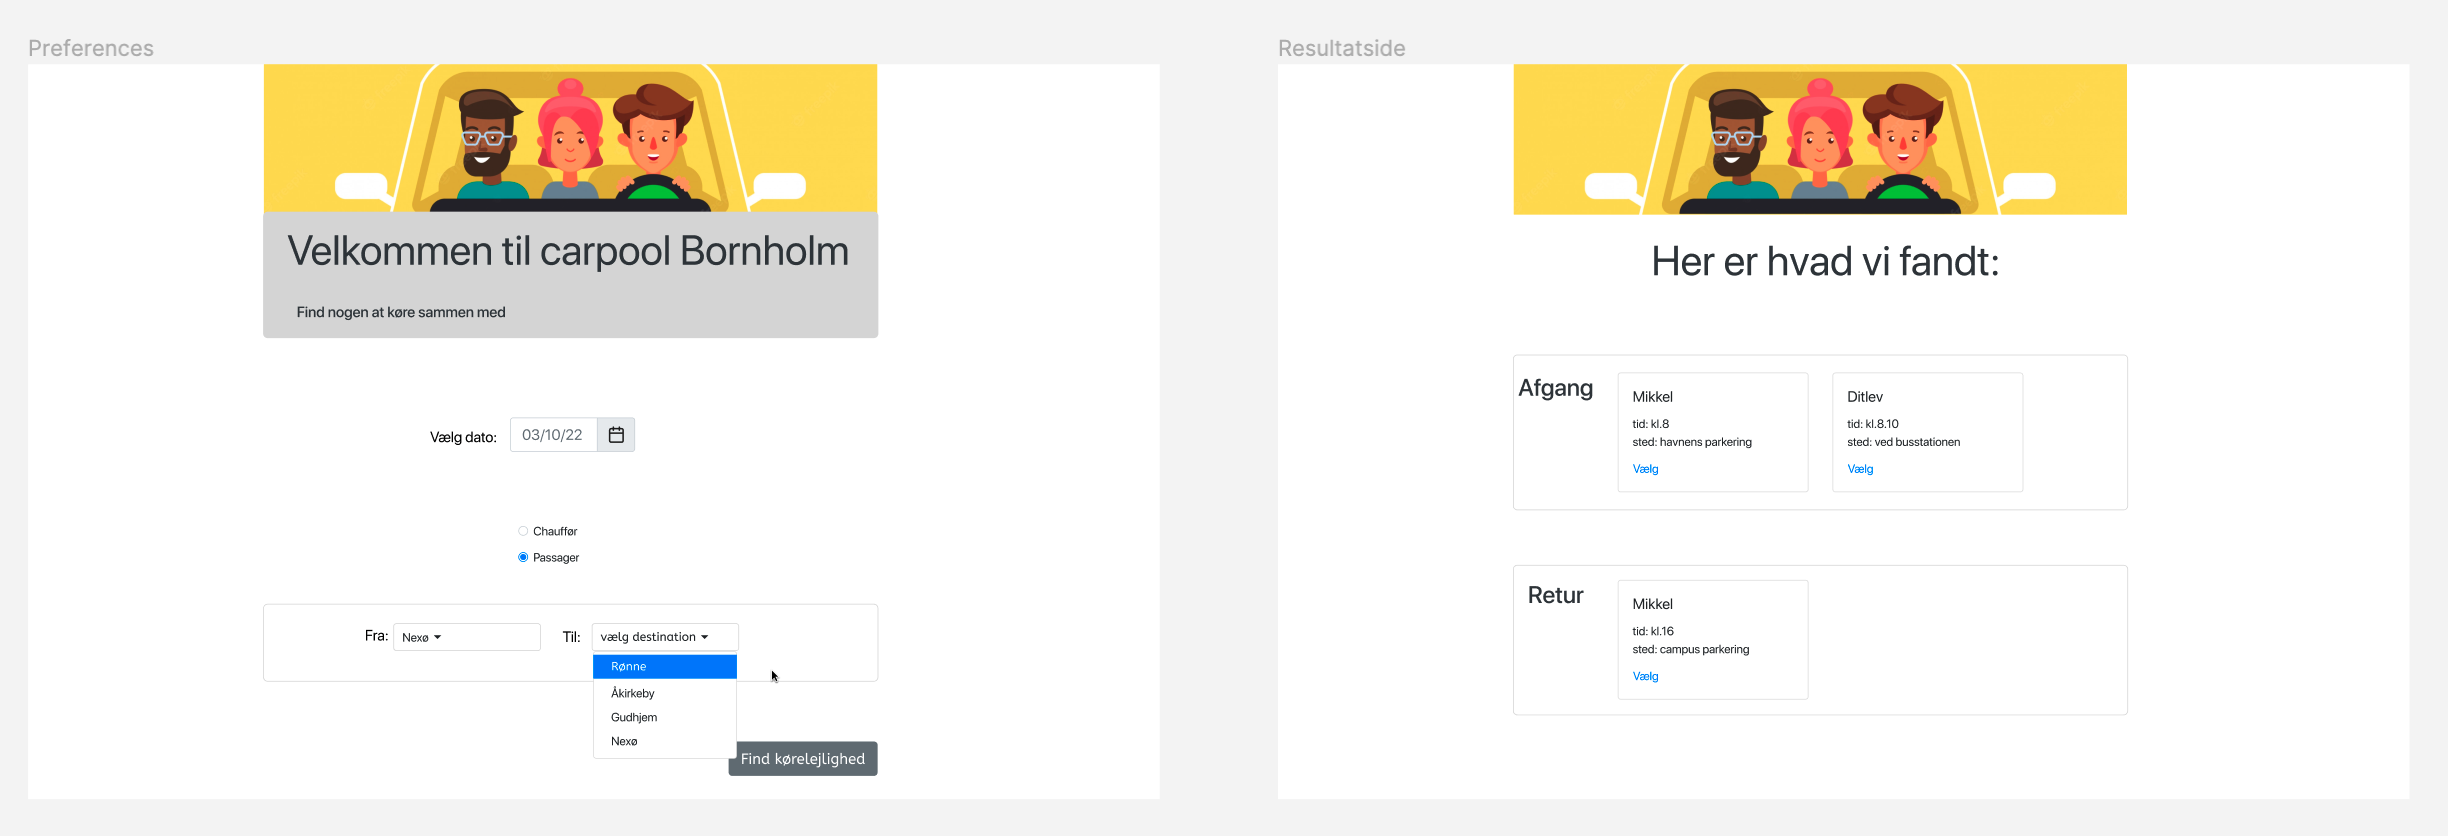 Preferences
Velkommen til carpool Bornholm
Find nogen at køre sammen med
Vælg dato: 03/10/22
Chauffør
Passager
Fra: Nexø Til: vælg destination
Rønne
Åkirkeby
Gudhjem
Nexø
Find kørelejlighed
Resultatside
Her er hvad vi fandt:
Afgang
Mikkel
tid: kl.8
sted: havnens parkering
Vælg
Ditlev
tid: kl.8.10
sted: ved busstationen
Vælg
Retur
Mikkel
tid: kl.16
sted: campus parkering
Vælg